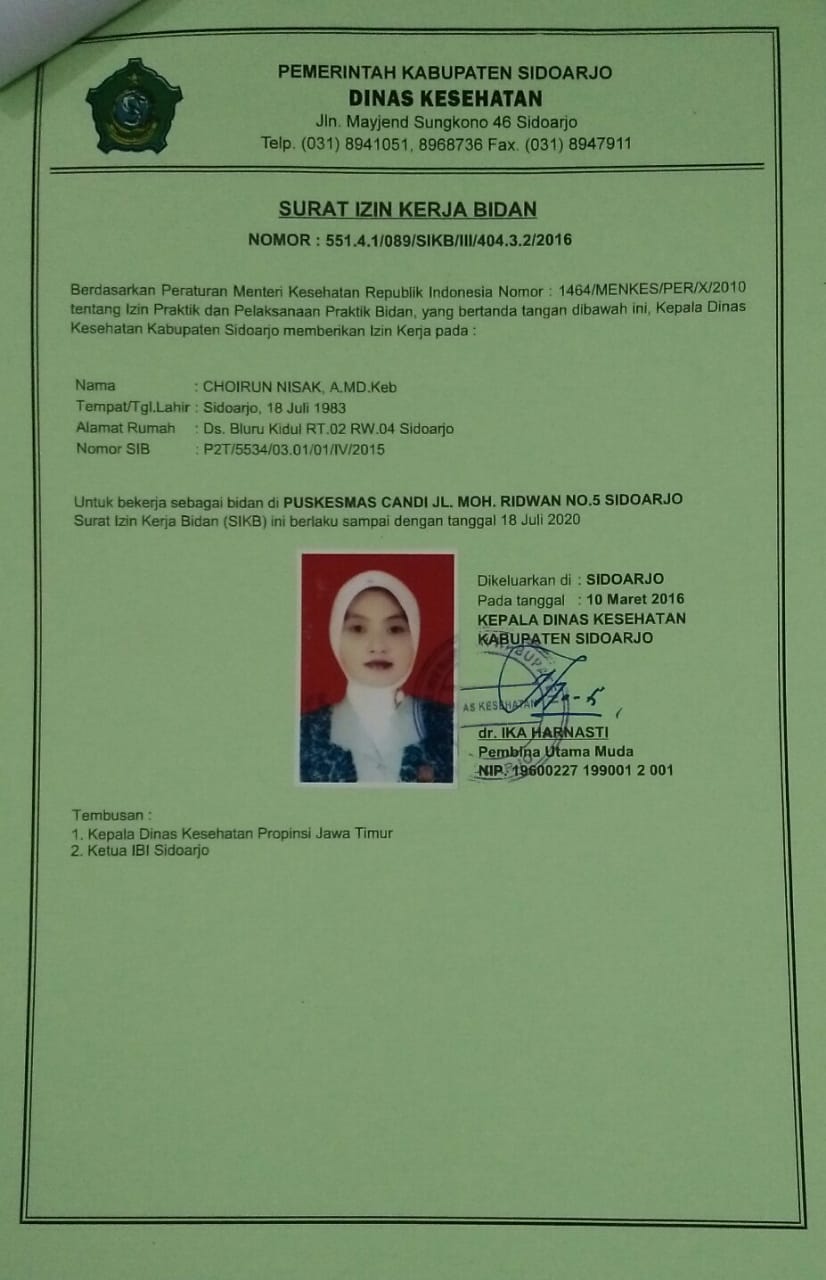 PEMERINTAH KABUPATEN SIDOARJO
DINAS KESEHATAN
Jln. Mayjend Sungkono 46 Sidoarjo
Telp. (031) 8941051, 8968736 Fax. (031) 8947911
SURAT IZIN KERJA BIDAN
NOMOR : 551.4.1/089/SIKB/III/404.3.2/2016
Berdasarkan Peraturan Menteri Kesehatan Republik Indonesia Nomor : 1464/MENKES/PER/X/2010
tentang Izin Praktik dan Pelaksanaan Praktik Bidan, yang bertanda tangan dibawah ini, Kepala Dinas
Kesehatan Kabupaten Sidoarjo memberikan Izin Kerja pada :
Nama : CHOIRUN NISAK, A.MD.Keb
Tempat/Tgl.Lahir : Sidoarjo, 18 Juli 1983
Alamat Rumah : Ds. Bluru Kidul RT.02 RW.04 Sidoarjo
Nomor SIB : P2T/5534/03.01/01/IV/2015
Untuk bekerja sebagai bidan di PUSKESMAS CANDI JL. MOH. RIDWAN NO.5 SIDOARJO
Surat Izin Kerja Bidan (SIKB) ini berlaku sampai dengan tanggal 18 Juli 2020
Dikeluarkan di : SIDOARJO
Pada tanggal : 10 Maret 2016
KEPALA DINAS KESEHATAN
KABUPATEN SIDOARJO
AS KESEHATAN
dr. IKA HARNASTI
Pembina Utama Muda
NIP. 19600227 199001 2 001
Tembusan :
1. Kepala Dinas Kesehatan Propinsi Jawa Timur
2. Ketua IBI Sidoarjo